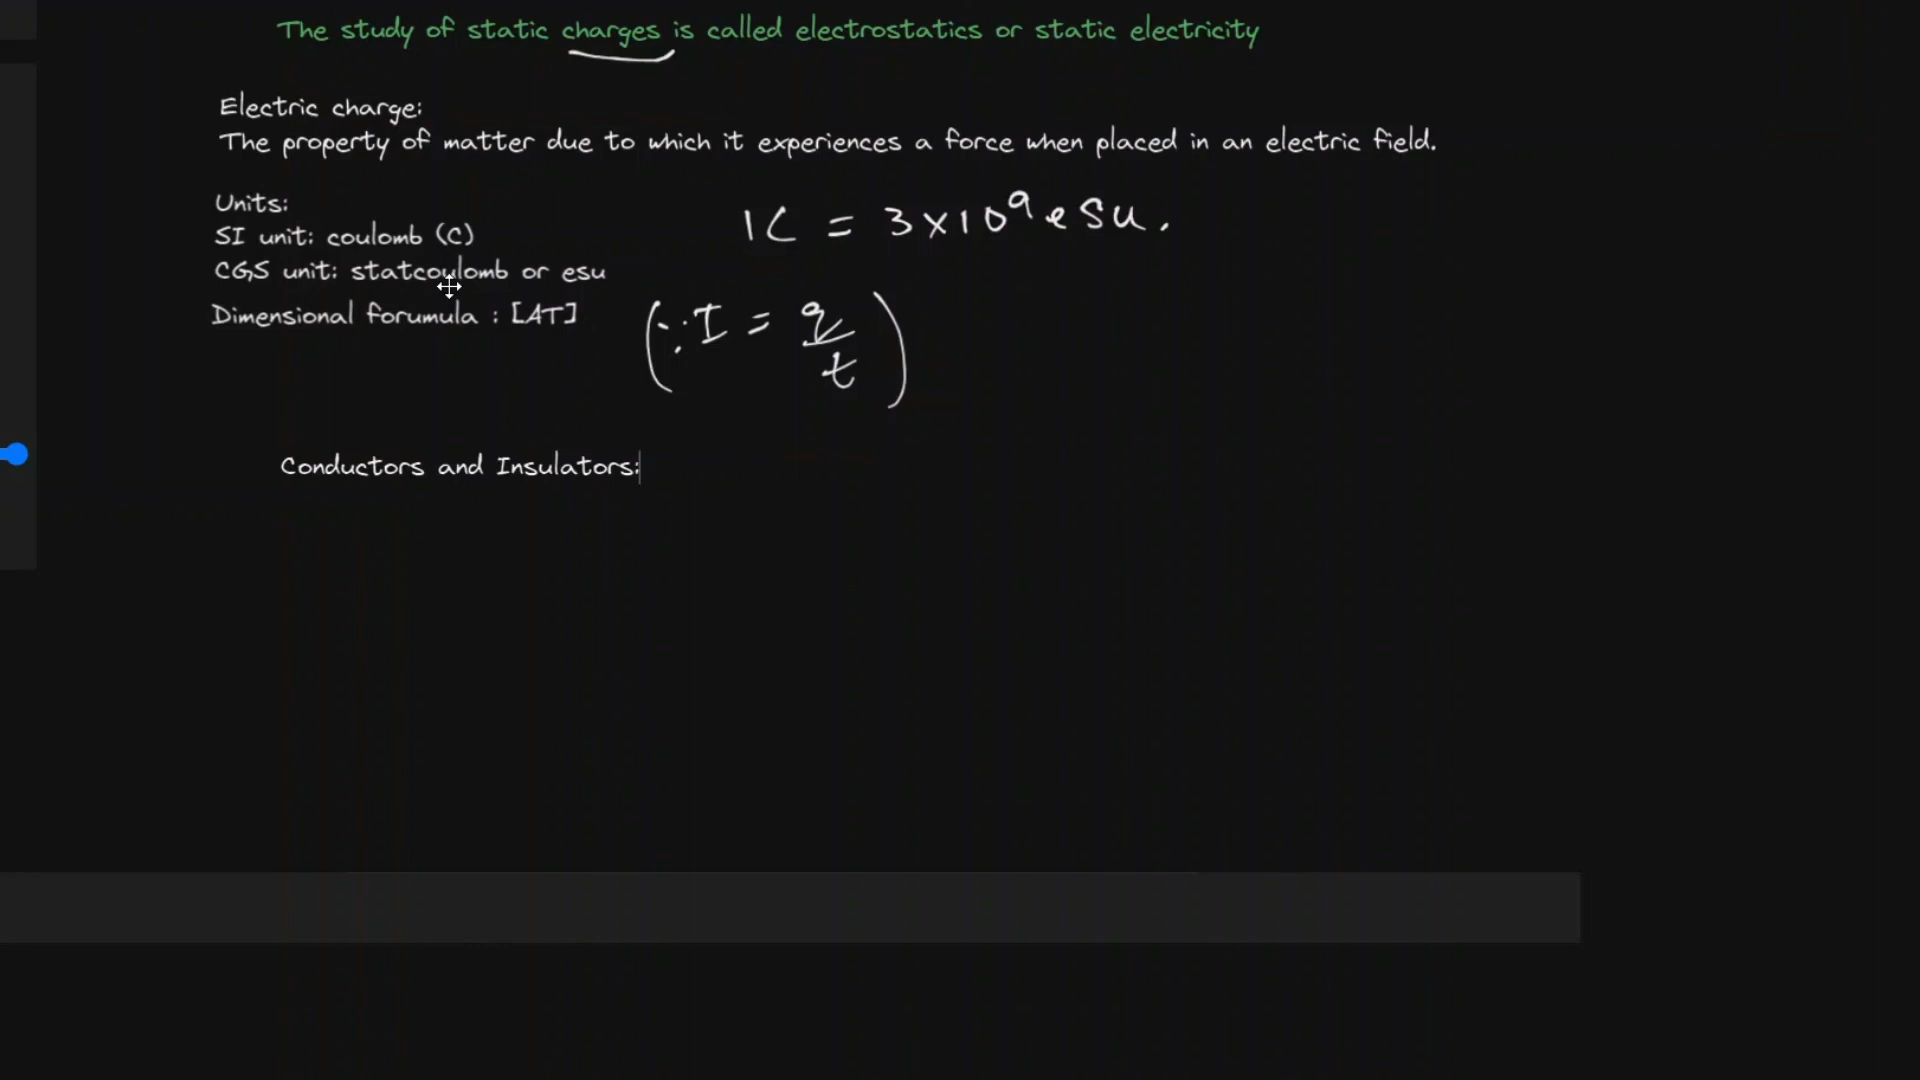 The study of static charges is called electrostatics or static electricity
Electric charge:
The property of matter due to which it experiences a force when placed in an electric field.
Units:
SI unit: coulomb (C)
1C = 3×10⁹ esu.
CGS unit: statcoulomb or esu
Dimensional forumula : [AT]
(∵ I = q/t)
Conductors and Insulators: